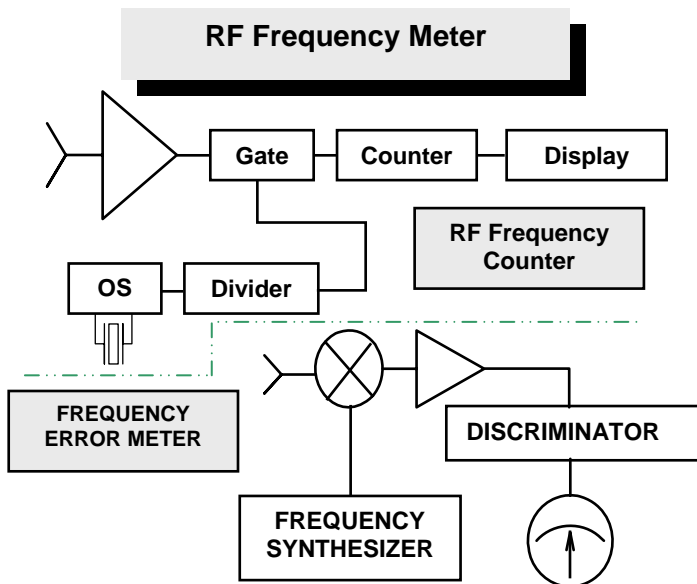 RF Frequency Meter
Gate
Counter
Display
RF Frequency
Counter
OS
Divider
FREQUENCY
ERROR METER
DISCRIMINATOR
FREQUENCY
SYNTHESIZER